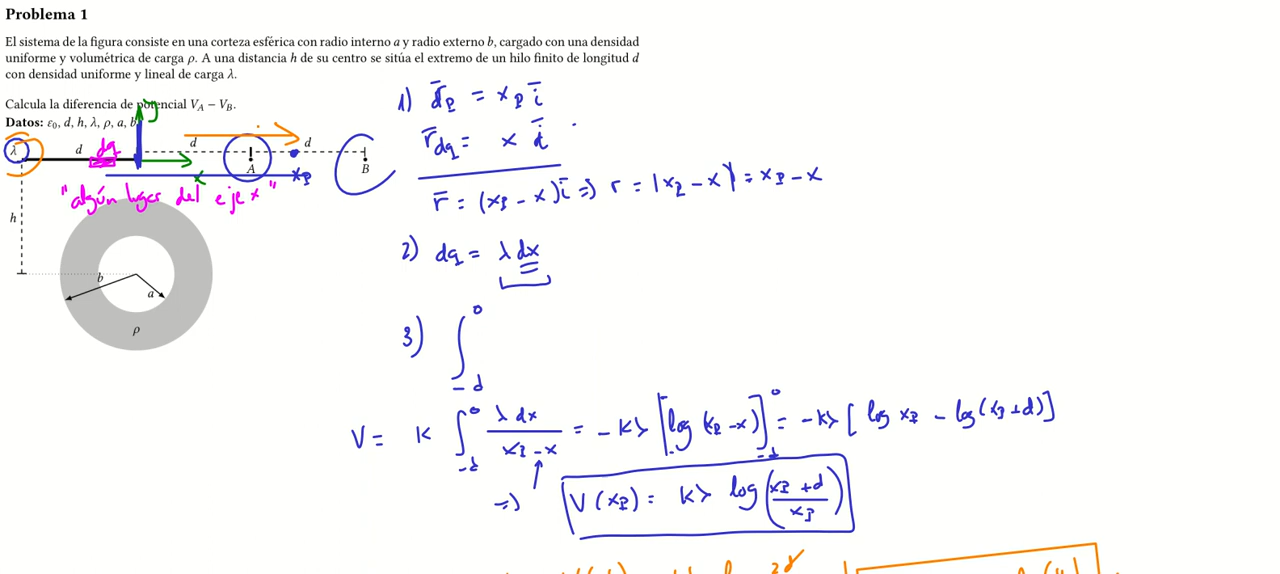 Problema 1
El sistema de la figura consiste en una corteza esférica con radio interno a y radio externo b, cargado con una densidad
uniforme y volumétrica de carga ρ. A una distancia h de su centro se sitúa el extremo de un hilo finito de longitud d
con densidad uniforme y lineal de carga λ.
Calcula la diferencia de potencial V_A − V_B.
Datos: ε₀, d, h, λ, ρ, a, b
λ d dq d d
A B
x x_P
"algún lugar del eje x"
h
b
a
ρ
1) r̄_P = x_P ī
r̄_dq = x ī
r̄ = (x_P − x) ī ⇒ r = |x_P − x| = x_P − x
2) dq = λ dx
3) ∫_{-d}^{0}
V = K ∫_{-d}^{0} λ dx / (x_P − x) = − Kλ [log (x_P − x)]_{-d}^{0} = − Kλ [log x_P − log(x_P + d)]
⇒ V(x_P) = Kλ log((x_P + d) / x_P)